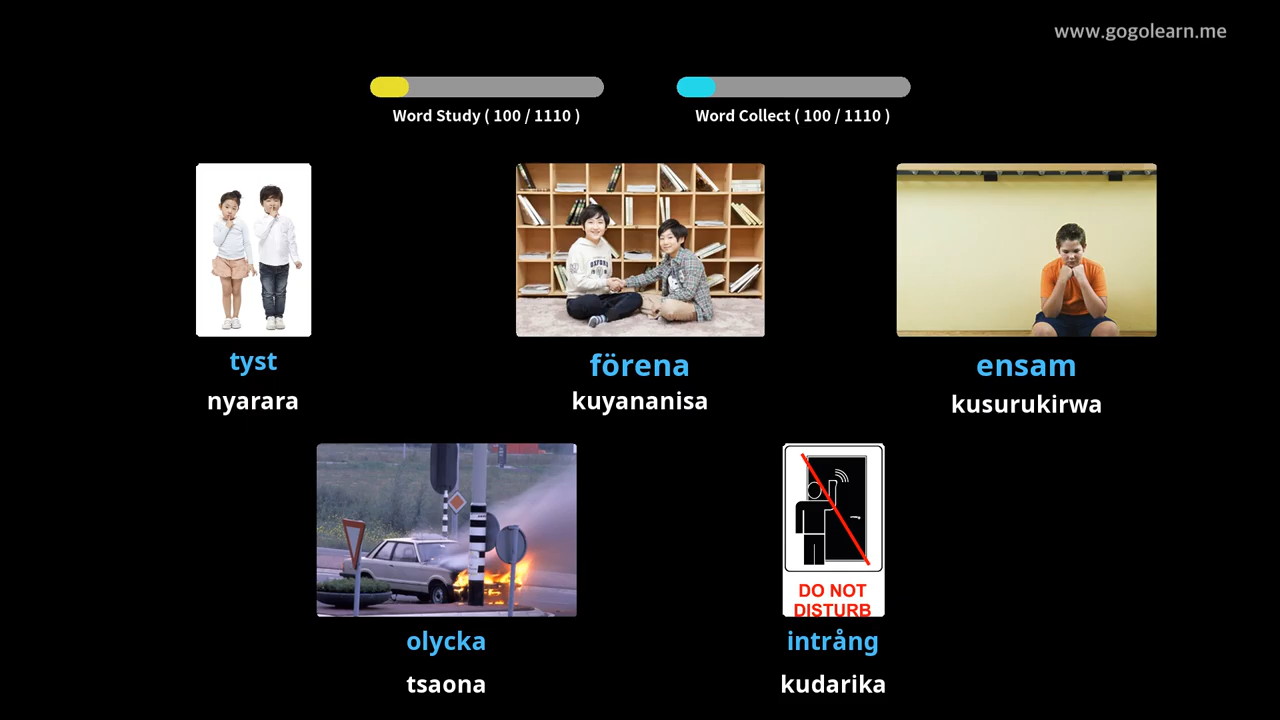 www.gogolearn.me
Word Study ( 100 / 1110 )
Word Collect ( 100 / 1110 )
tyst
nyarara
förena
kuyananisa
ensam
kusurukirwa
olycka
tsaona
DO NOT
DISTURB
intrång
kudarika